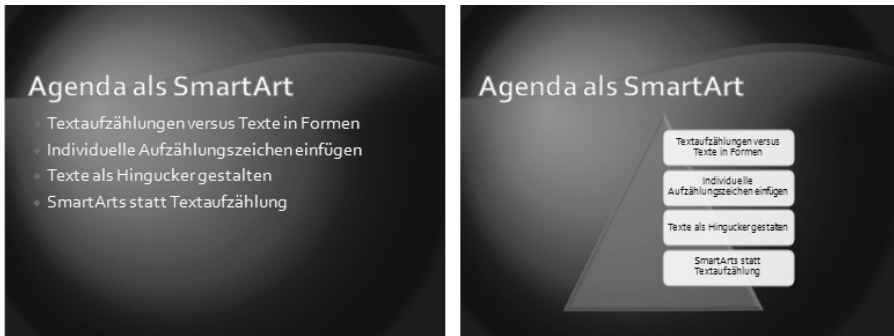 Agenda als SmartArt
Textaufzählungen versus Texte in Formen
Individuelle Aufzählungszeichen einfügen
Texte als Hingucker gestalten
SmartArts statt Textaufzählung
Agenda als SmartArt
Textaufzählungen versus
Texte in Formen
Individuelle
Aufzählungszeichen einfügen
Texte als Hingucker gestalten
SmartArts statt
Textaufzählung